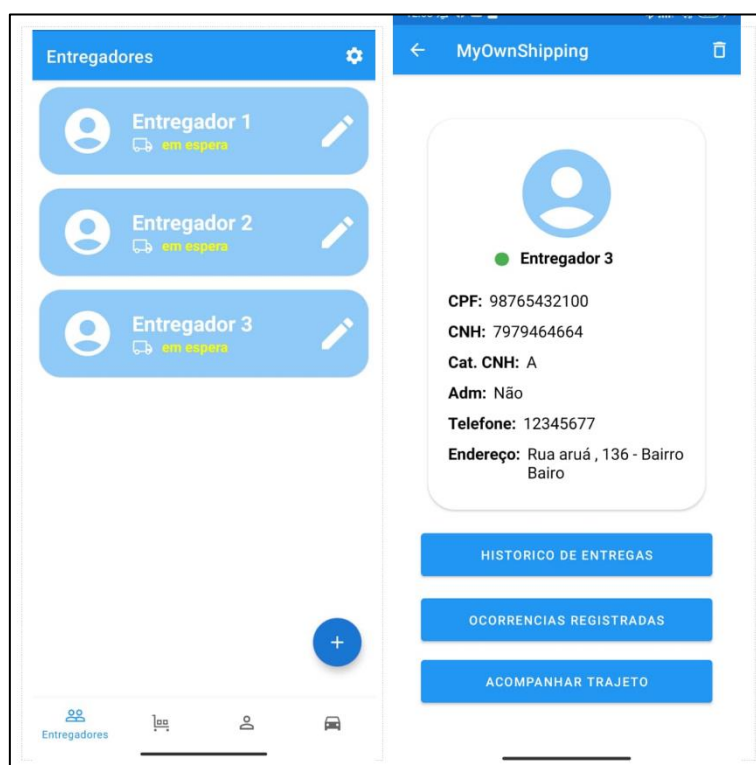 Entregadores
Entregador 1
em espera
Entregador 2
em espera
Entregador 3
em espera
+
Entregadores
MyOwnShipping
Entregador 3
CPF: 98765432100
CNH: 7979464664
Cat. CNH: A
Adm: Não
Telefone: 12345677
Endereço: Rua aruá , 136 - Bairro
Bairo
HISTORICO DE ENTREGAS
OCORRENCIAS REGISTRADAS
ACOMPANHAR TRAJETO